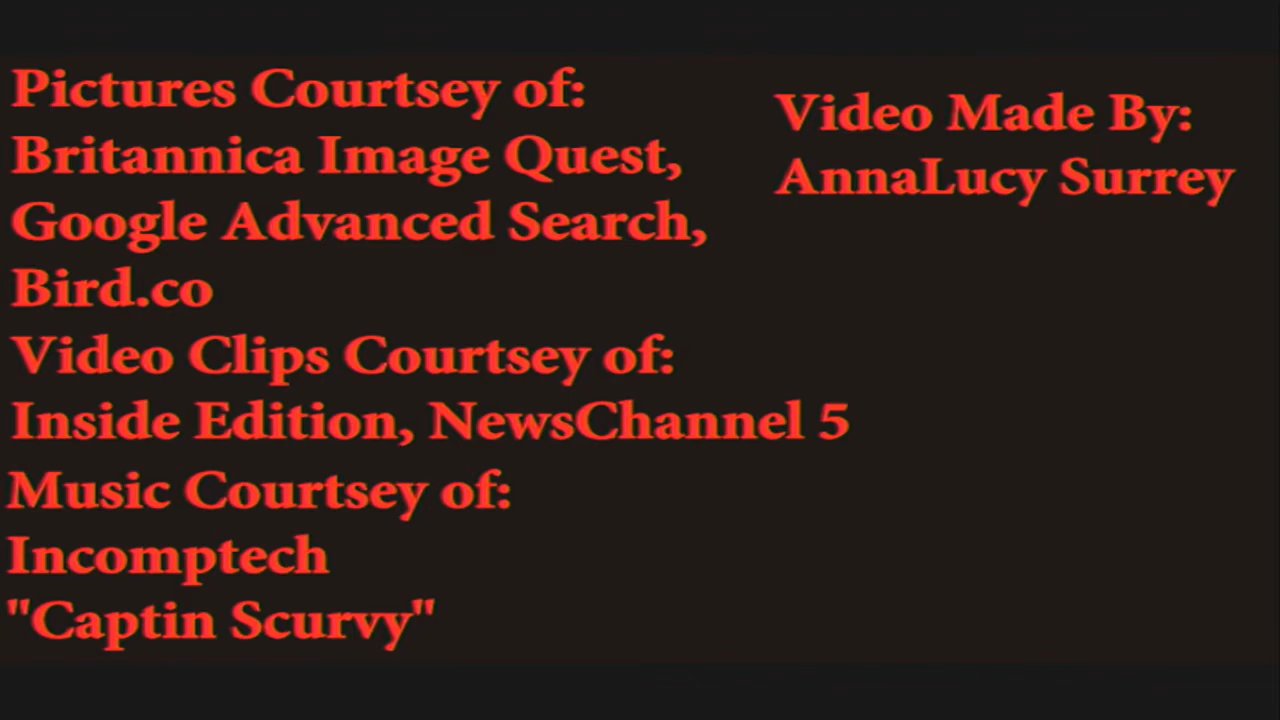 Pictures Courtsey of:
Britannica Image Quest,
Google Advanced Search,
Bird.co
Video Clips Courtsey of:
Inside Edition, NewsChannel 5
Music Courtsey of:
Incomptech
"Captin Scurvy"
Video Made By:
AnnaLucy Surrey